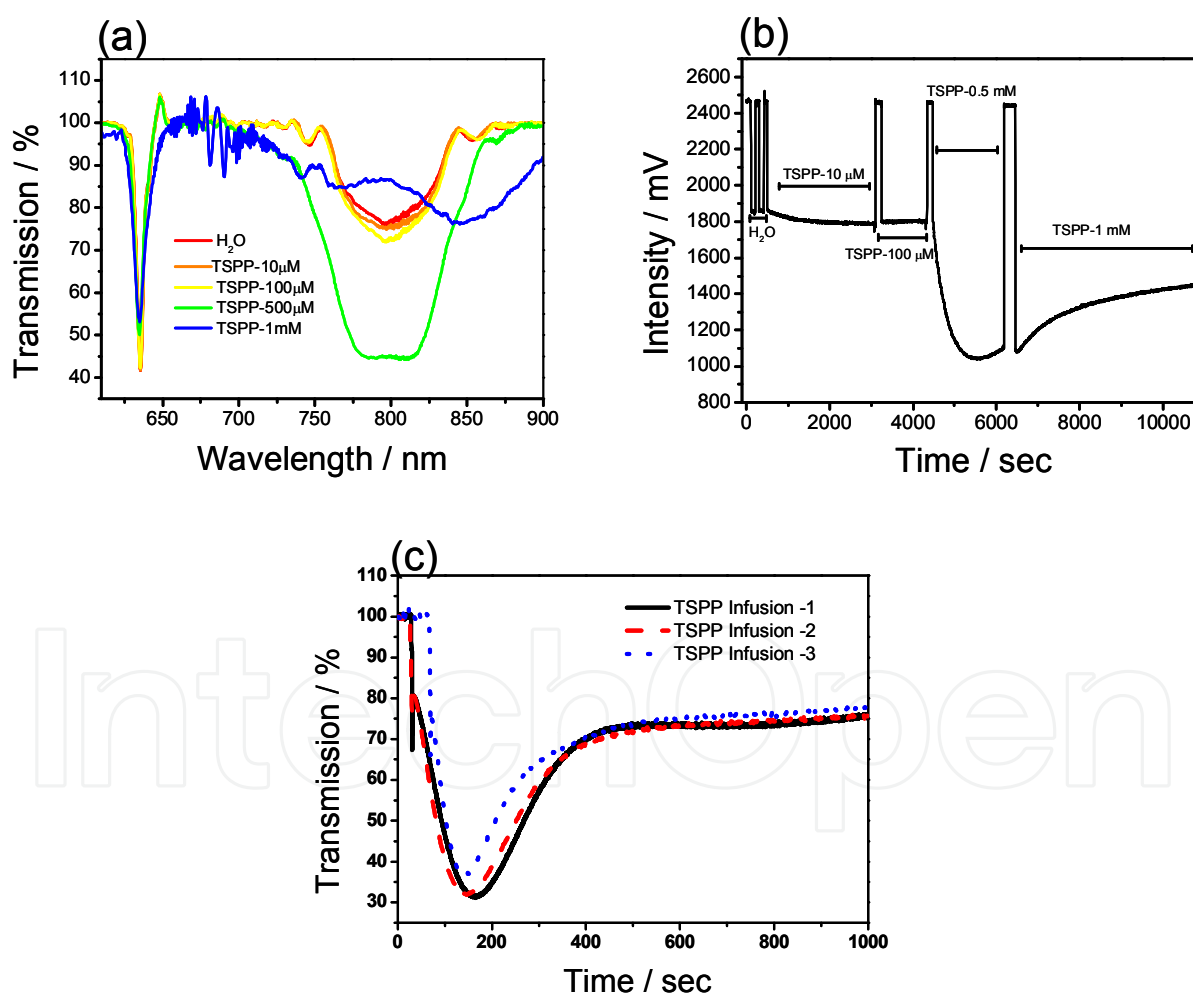 (a)
110
100
90
80
70
60
50
40
Transmission / %
H₂O
TSPP-10μM
TSPP-100μM
TSPP-500μM
TSPP-1mM
650 700 750 800 850 900
Wavelength / nm
(b)
2600
2400
2200
2000
1800
1600
1400
1200
1000
800
Intensity / mV
TSPP-0.5 mM
TSPP-10 μM
H₂O
TSPP-100 μM
TSPP-1 mM
0 2000 4000 6000 8000 10000
Time / sec
(c)
110
100
90
80
70
60
50
40
30
Transmission / %
TSPP Infusion -1
TSPP Infusion -2
TSPP Infusion -3
0 200 400 600 800 1000
Time / sec
IntechOpen